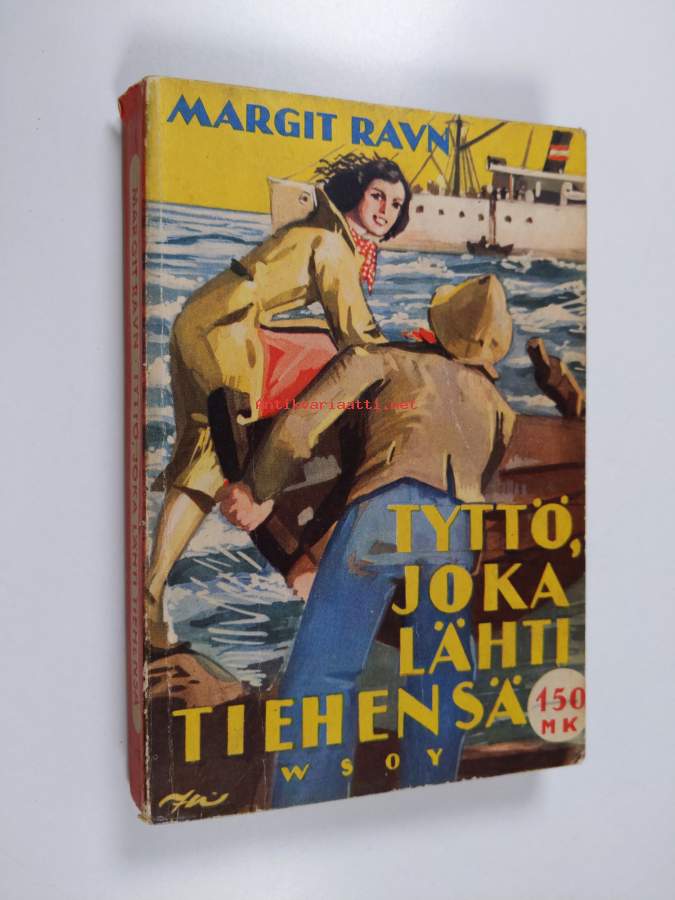 MARGIT RAVN
antikvariaatti.net
TYTTÖ,
JOKA
LÄHTI
TIEHENSÄ
150
MK
WSOY
MARGIT RAVN TYTTÖ, JOKA LÄHTI TIEHENSÄ